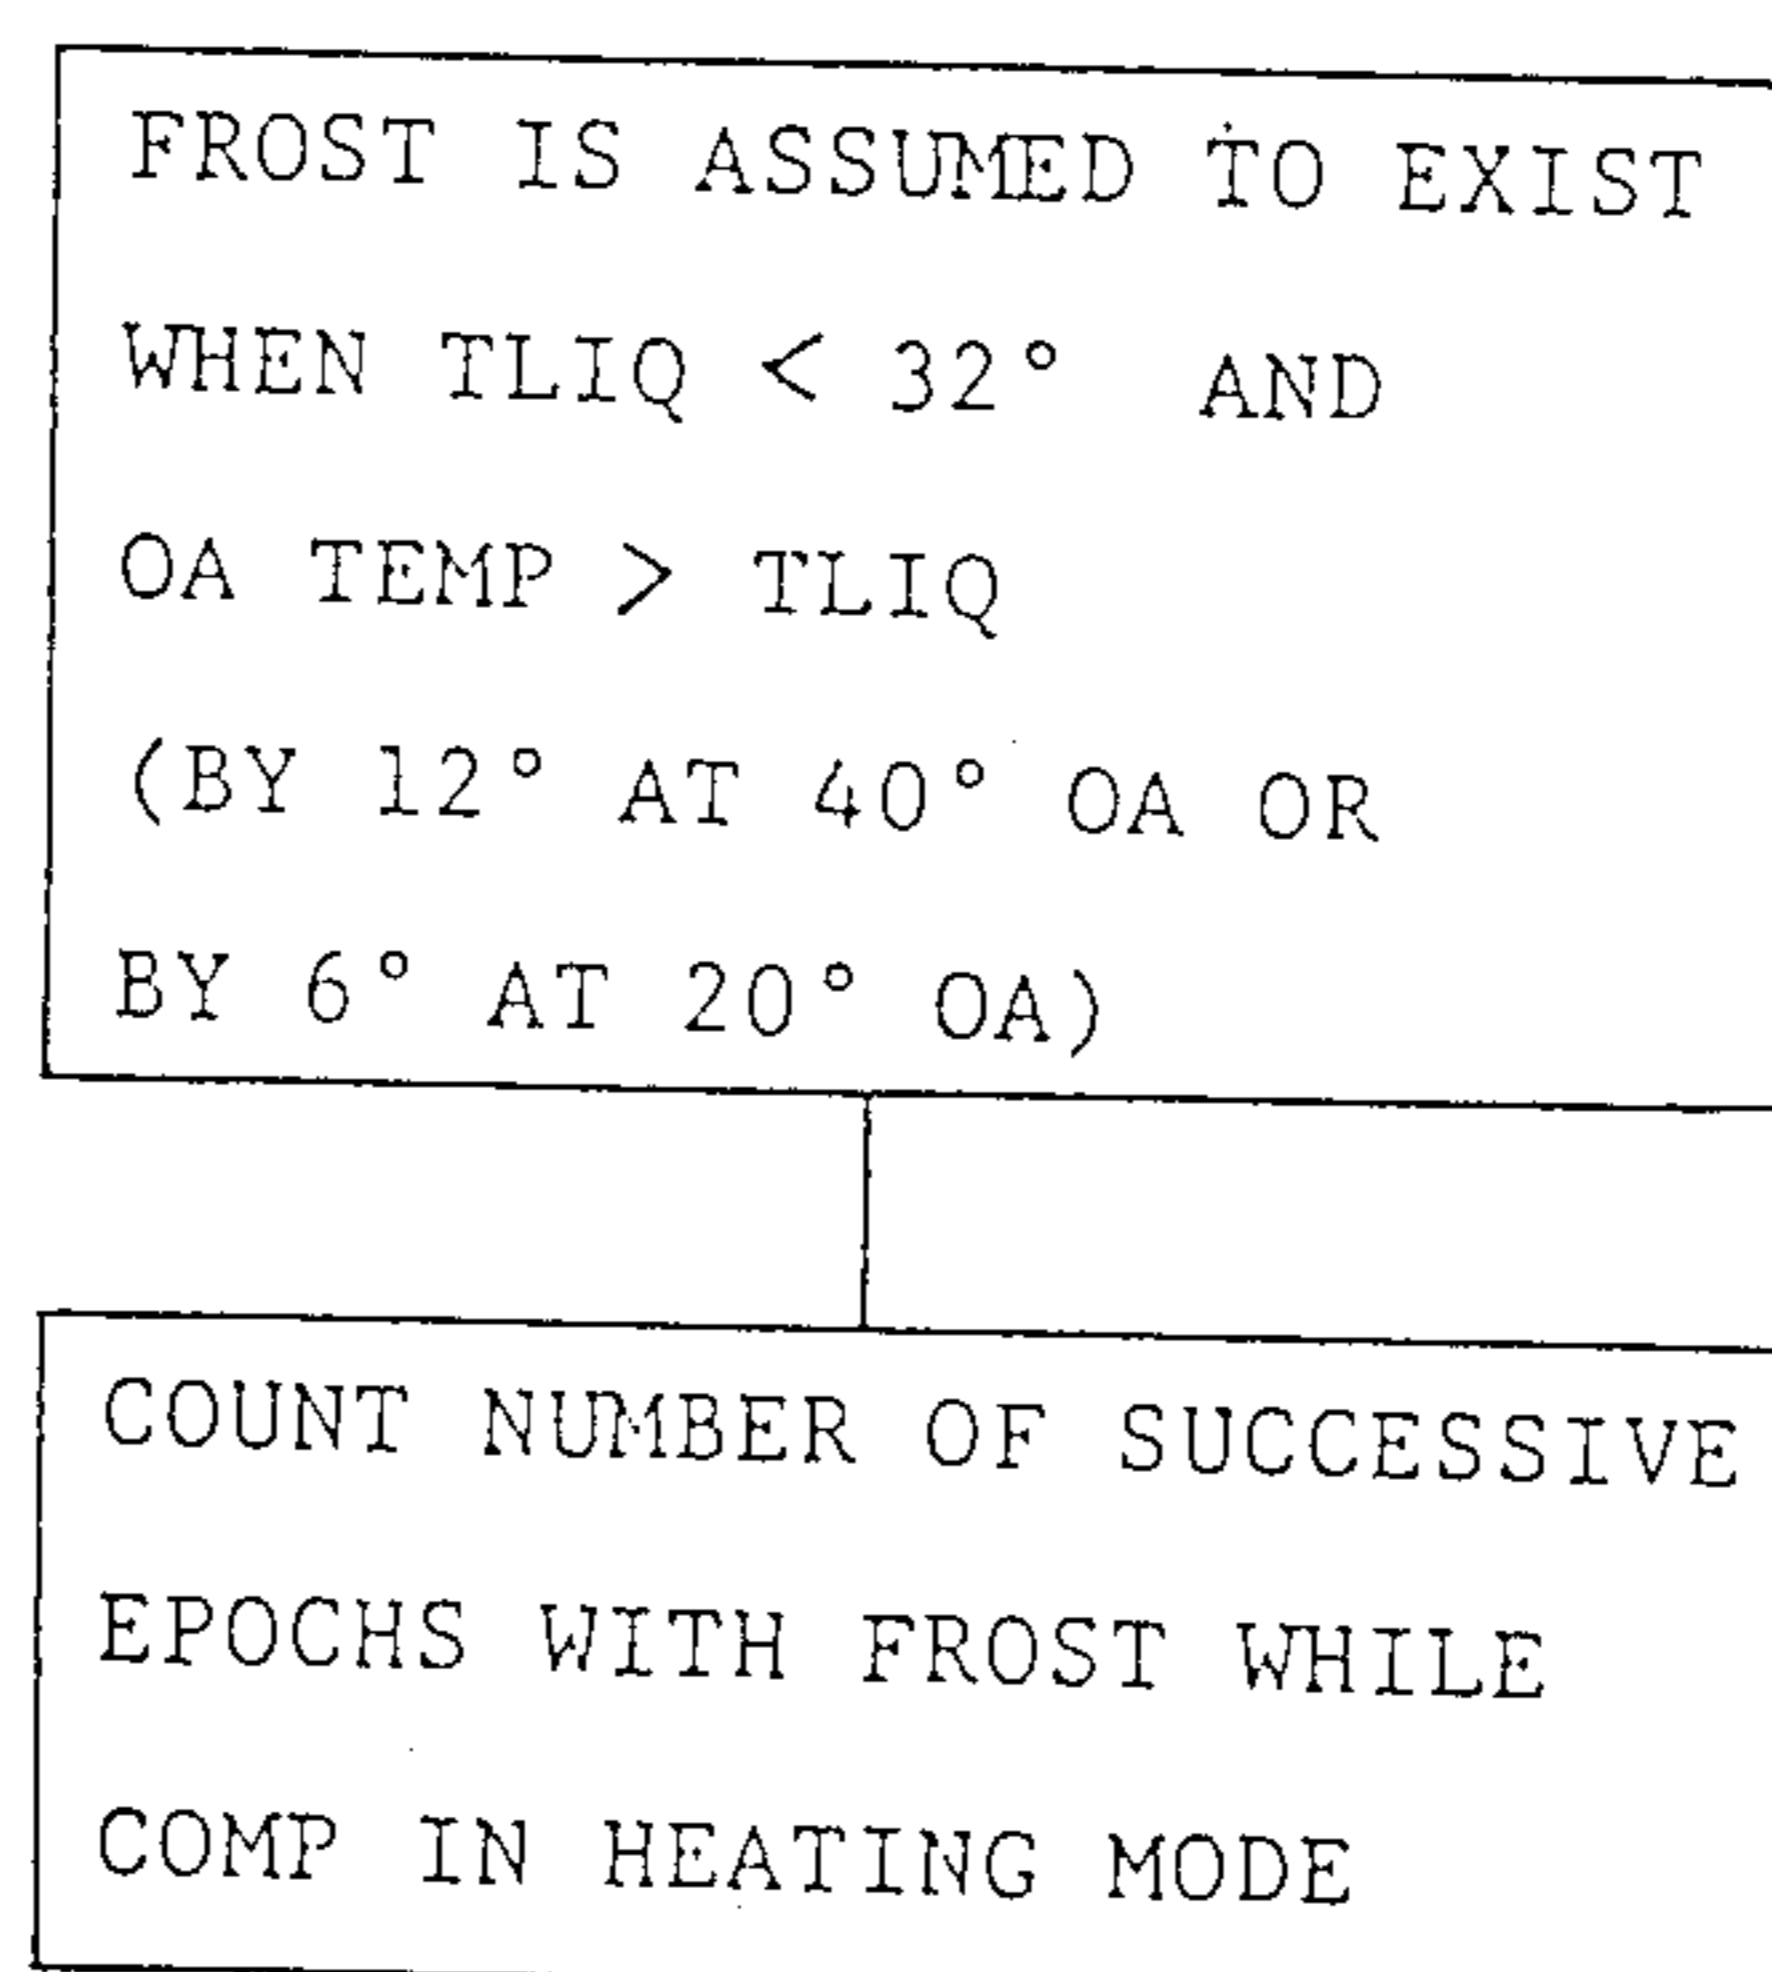 FROST IS ASSUMED TO EXIST
WHEN TLIQ < 32° AND
OA TEMP > TLIQ
(BY 12° AT 40° OA OR
BY 6° AT 20° OA)
COUNT NUMBER OF SUCCESSIVE
EPOCHS WITH FROST WHILE
COMP IN HEATING MODE